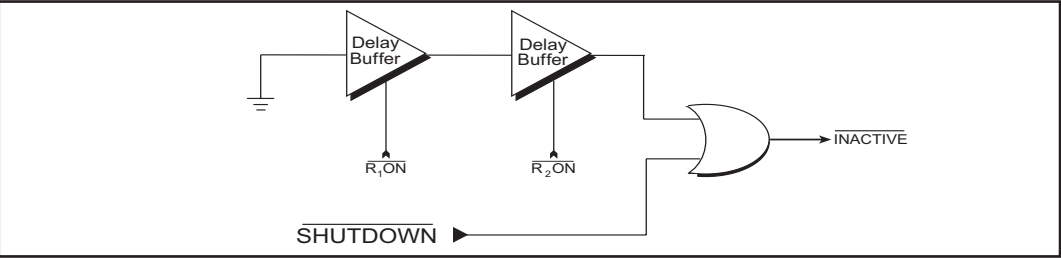 Delay
Buffer
Delay
Buffer
R₁ON
R₂ON
INACTIVE
SHUTDOWN